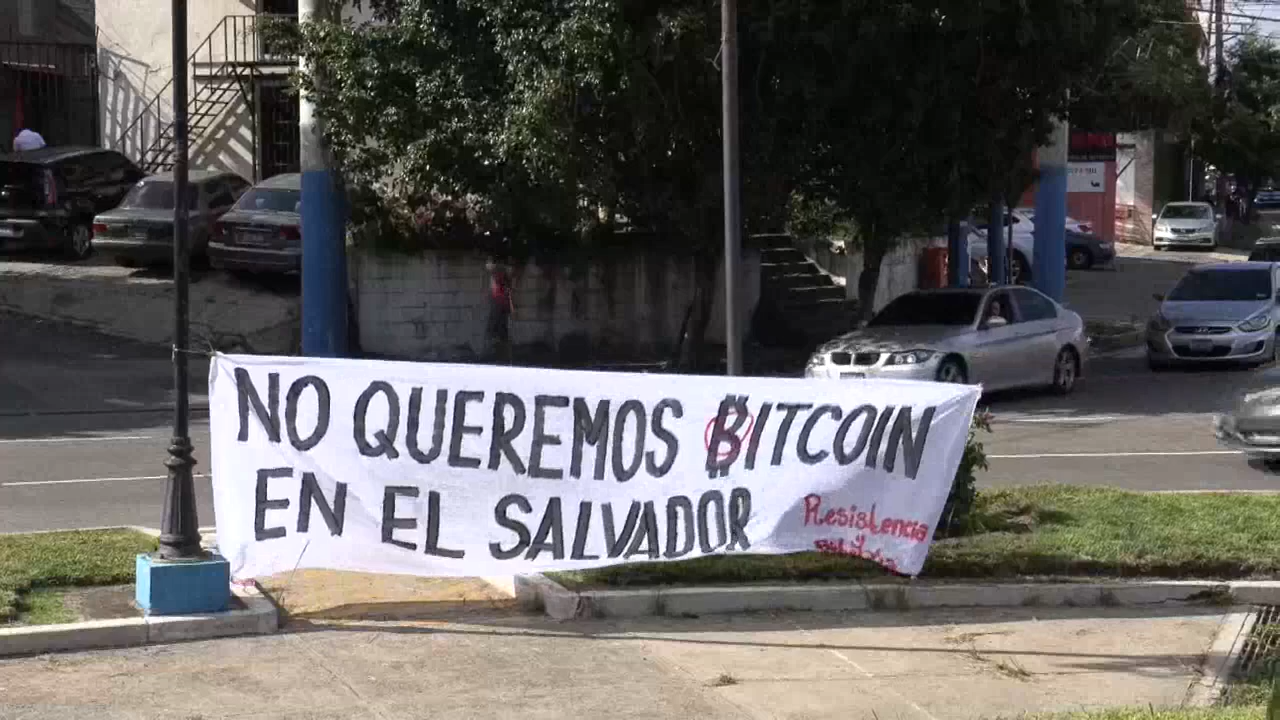 NO QUEREMOS BITCOIN
EN EL SALVADOR
Resistencia
y